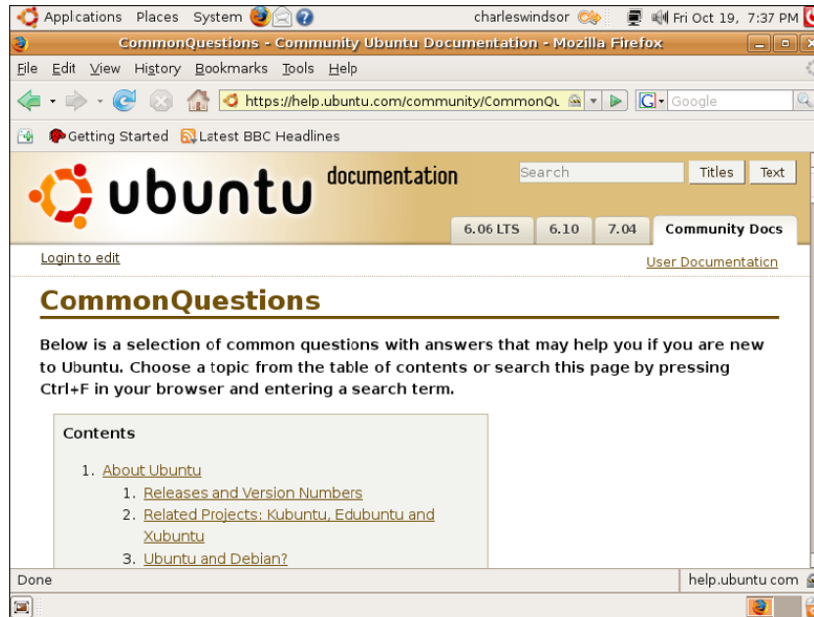 Applications Places System charleswindsor Fri Oct 19, 7:37 PM
CommonQuestions - Community Ubuntu Documentation - Mozilla Firefox
File Edit View History Bookmarks Tools Help
https://help.ubuntu.com/community/CommonQu G Google
Getting Started Latest BBC Headlines
ubuntu documentation Search Titles Text
6.06 LTS 6.10 7.04 Community Docs
Login to edit User Documentation
CommonQuestions
Below is a selection of common questions with answers that may help you if you are new
to Ubuntu. Choose a topic from the table of contents or search this page by pressing
Ctrl+F in your browser and entering a search term.
Contents
1. About Ubuntu
1. Releases and Version Numbers
2. Related Projects: Kubuntu, Edubuntu and
Xubuntu
3. Ubuntu and Debian?
Done help.ubuntu.com